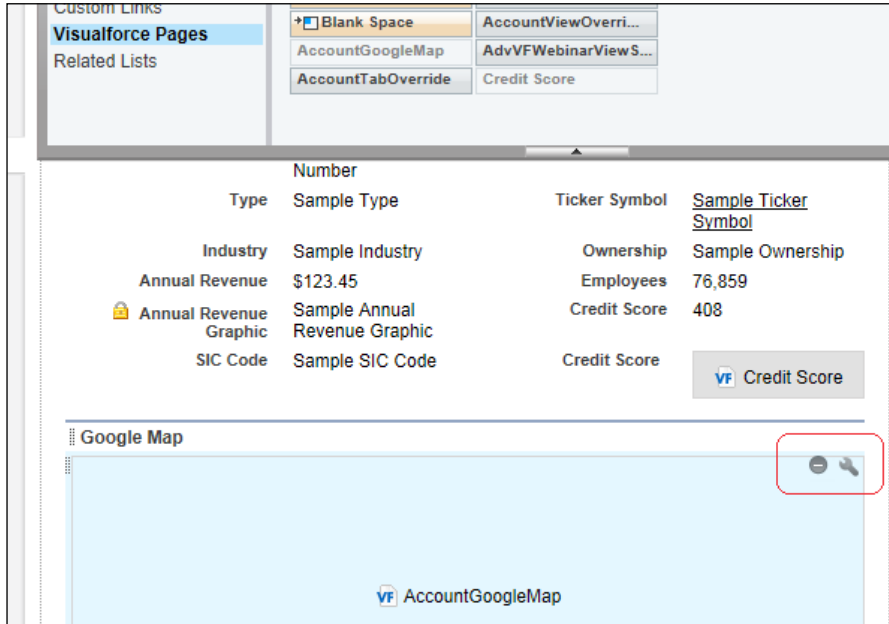 Custom Links
Visualforce Pages
Related Lists
Blank Space
AccountViewOverri...
AccountGoogleMap
AdvVFWebinarViewS...
AccountTabOverride
Credit Score
Number
Type Sample Type Ticker Symbol Sample Ticker
Symbol
Industry Sample Industry Ownership Sample Ownership
Annual Revenue $123.45 Employees 76,859
Annual Revenue Sample Annual Credit Score 408
Graphic Revenue Graphic
SIC Code Sample SIC Code Credit Score
VF Credit Score
Google Map
VF AccountGoogleMap